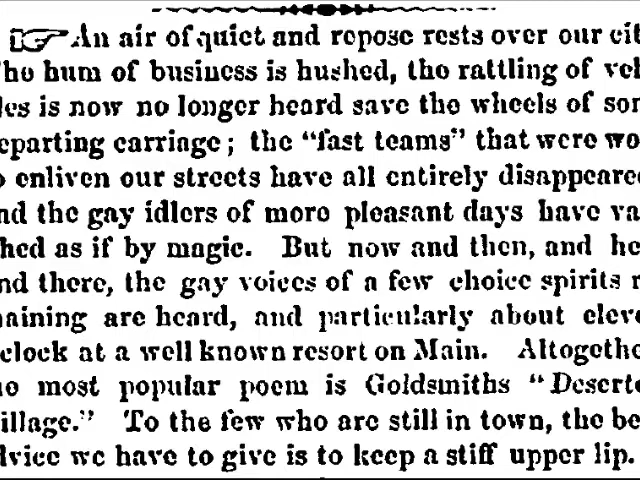 ☞An air of quiet and repose rests over our cit
he hum of business is hushed, the rattling of veh
les is now no longer heard save the wheels of som
eparting carriage; the "fast teams" that were wo
o enliven our streets have all entirely disappeare
nd the gay idlers of more pleasant days have va
shed as if by magic. But now and then, and he
nd there, the gay voices of a few choice spirits r
naining are heard, and particularly about eleve
'clock at a well known resort on Main. Altogethe
he most popular poem is Goldsmiths "Deserte
illage." To the few who are still in town, the be
dvice we have to give is to keep a stiff upper lip.